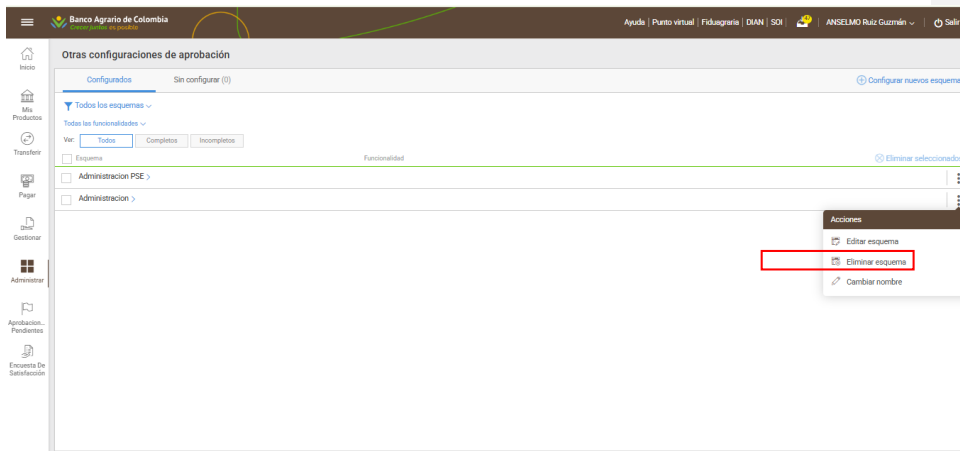 Banco Agrario de Colombia
Crecer juntos es posible
Ayuda | Punto virtual | Fiduagraria | DIAN | SOI |
ANSELMO Ruiz Guzmán
Salir
Inicio
Mis Productos
Transferir
Pagar
Gestionar
Administrar
Aprobacion... Pendientes
Encuesta De Satisfacción
Otras configuraciones de aprobación
Configurados
Sin configurar (0)
Configurar nuevos esquema
Todos los esquemas
Todas las funcionalidades
Ver: Todos Completos Incompletos
Esquema Funcionalidad Eliminar seleccionado
Administracion PSE >
Administracion >
Acciones
Editar esquema
Eliminar esquema
Cambiar nombre